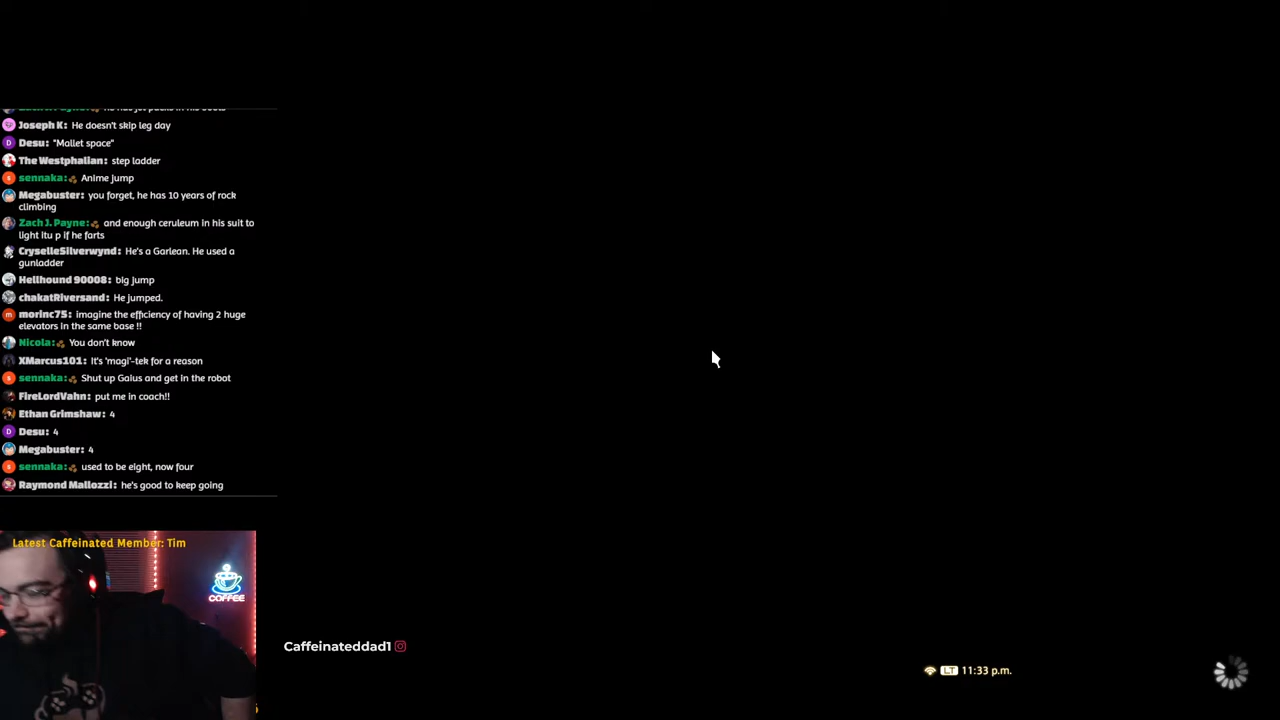 Joseph K: He doesn't skip leg day
Desu: "Mallet space"
The Westphalian: step ladder
sennaka: Anime jump
Megabuster: you forget, he has 10 years of rock
climbing
Zach J. Payne: and enough ceruleum in his suit to
light itu p if he farts
CryselleSilverwynd: He's a Garlean. He used a
gunladder
Hellhound 90008: big jump
chakatRiversand: He jumped.
morinc75: imagine the efficiency of having 2 huge
elevators in the same base !!
Nicola: You don't know
XMarcus101: It's 'magi'-tek for a reason
sennaka: Shut up Gaius and get in the robot
FireLordVahn: put me in coach!!
Ethan Grimshaw: 4
Desu: 4
Megabuster: 4
sennaka: used to be eight, now four
Raymond Mallozzi: he's good to keep going
Latest Caffeinated Member: Tim
COFFEE
Caffeinateddad1
LT 11:33 p.m.